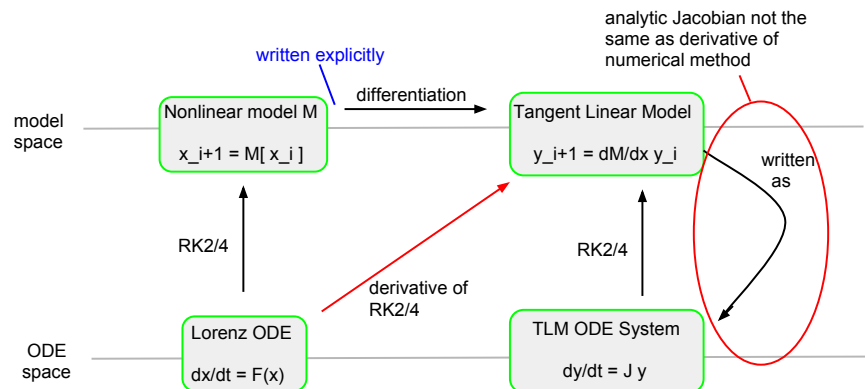 analytic Jacobian not the
same as derivative of
numerical method
written explicitly
differentiation
model
space
Nonlinear model M
x_i+1 = M[ x_i ]
Tangent Linear Model
y_i+1 = dM/dx y_i
written
as
RK2/4
RK2/4
derivative of
RK2/4
ODE
space
Lorenz ODE
dx/dt = F(x)
TLM ODE System
dy/dt = J y